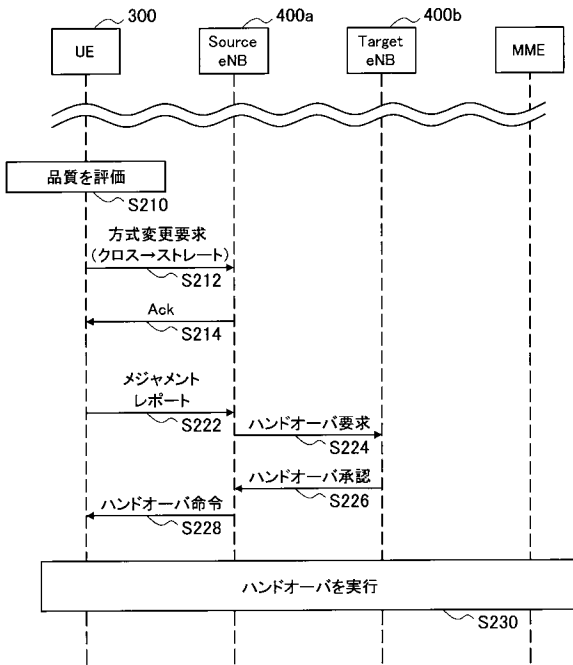 300
400a
400b
UE
Source
eNB
Target
eNB
MME
品質を評価
S210
方式変更要求
(クロス→ストレート)
S212
Ack
S214
メジャメント
レポート
S222
ハンドオーバ要求
S224
ハンドオーバ承認
S226
ハンドオーバ命令
S228
ハンドオーバを実行
S230